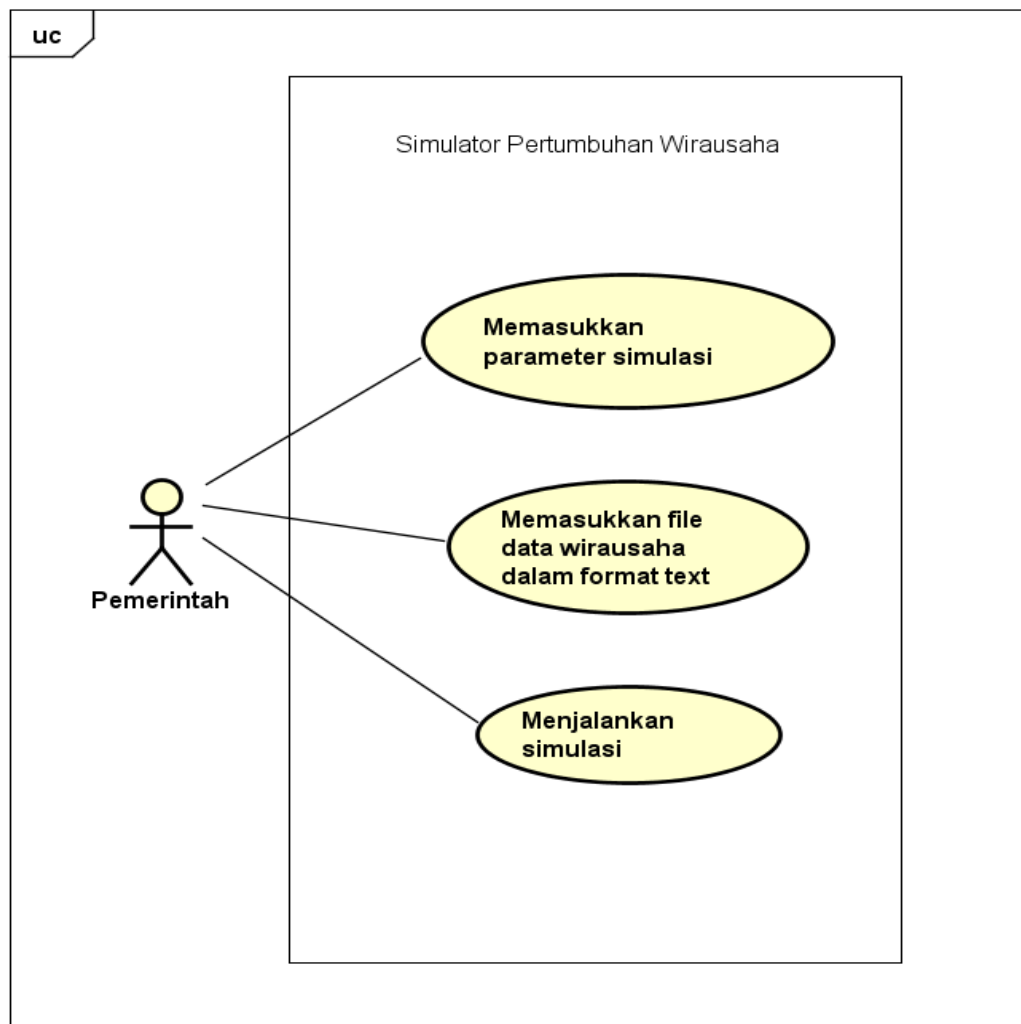 uc
Simulator Pertumbuhan Wirausaha
Memasukkan
parameter simulasi
Memasukkan file
data wirausaha
dalam format text
Pemerintah
Menjalankan
simulasi